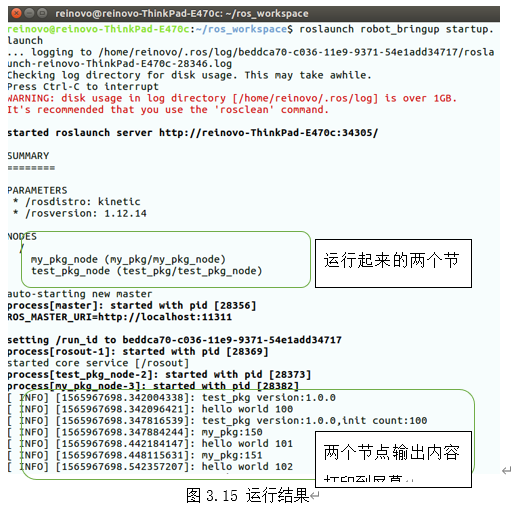 reinovo@reinovo-ThinkPad-E470c: ~/ros_workspace
reinovo@reinovo-ThinkPad-E470c:~/ros_workspace$ roslaunch robot_bringup startup.
launch
... logging to /home/reinovo/.ros/log/beddca70-c036-11e9-9371-54e1add34717/rosla
unch-reinovo-ThinkPad-E470c-28346.log
Checking log directory for disk usage. This may take awhile.
Press Ctrl-C to interrupt
WARNING: disk usage in log directory [/home/reinovo/.ros/log] is over 1GB.
It's recommended that you use the 'rosclean' command.
started roslaunch server http://reinovo-ThinkPad-E470c:34305/
SUMMARY
========
PARAMETERS
* /rosdistro: kinetic
* /rosversion: 1.12.14
NODES
/
my_pkg_node (my_pkg/my_pkg_node)
test_pkg_node (test_pkg/test_pkg_node)
运行起来的两个节
auto-starting new master
process[master]: started with pid [28356]
ROS_MASTER_URI=http://localhost:11311
setting /run_id to beddca70-c036-11e9-9371-54e1add34717
process[rosout-1]: started with pid [28369]
started core service [/rosout]
process[test_pkg_node-2]: started with pid [28373]
process[my_pkg_node-3]: started with pid [28382]
[ INFO] [1565967698.342004338]: test_pkg version:1.0.0
[ INFO] [1565967698.342096421]: hello world 100
[ INFO] [1565967698.347816539]: test_pkg version:1.0.0,init count:100
[ INFO] [1565967698.347884244]: my_pkg:150
[ INFO] [1565967698.442184147]: hello world 101
[ INFO] [1565967698.448115631]: my_pkg:151
[ INFO] [1565967698.542357207]: hello world 102
两个节点输出内容
打印到屏幕
图 3.15 运行结果